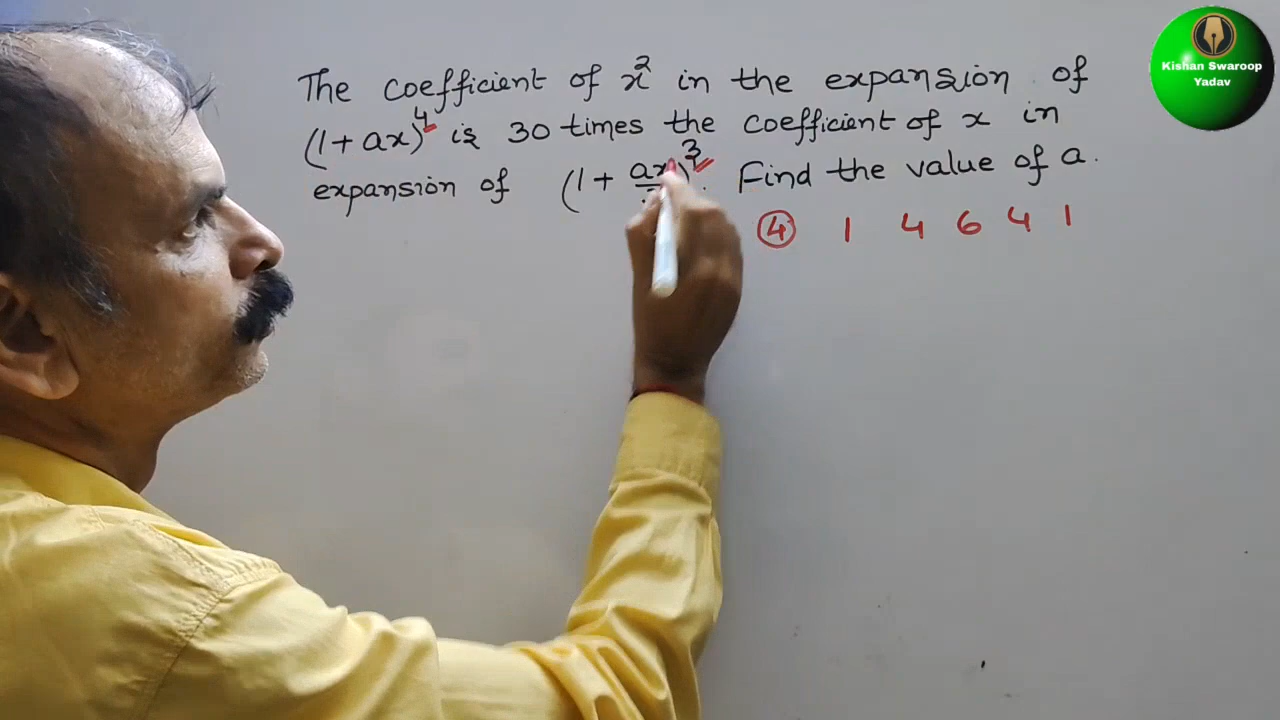 The coefficient of x² in the expansion of
(1 + ax)⁴ is 30 times the coefficient of x in
expansion of (1 + ax)³. Find the value of a.
④ 1 4 6 4 1
Kishan Swaroop
Yadav